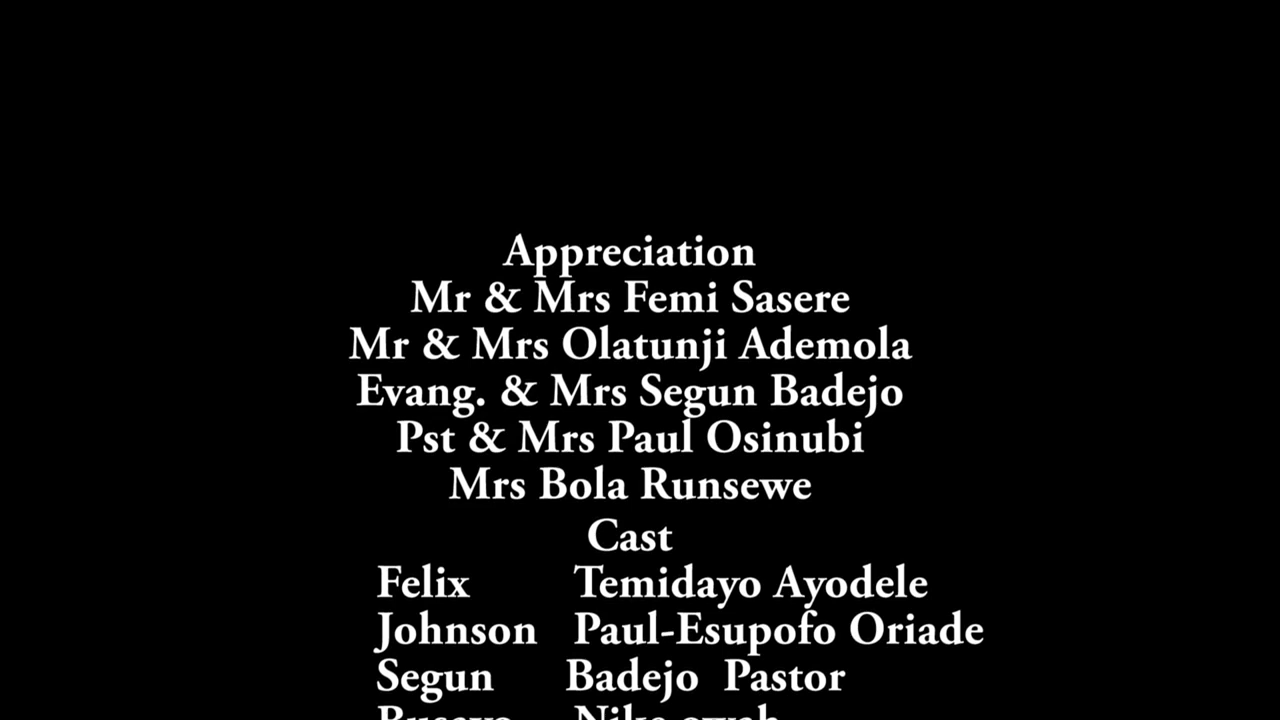 Appreciation
Mr & Mrs Femi Sasere
Mr & Mrs Olatunji Ademola
Evang. & Mrs Segun Badejo
Pst & Mrs Paul Osinubi
Mrs Bola Runsewe
Cast
Felix Temidayo Ayodele
Johnson Paul-Esupofo Oriade
Segun Badejo Pastor